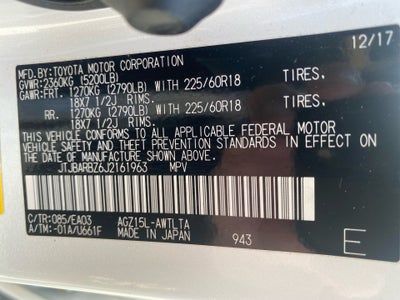 12/17
MFD.BY:TOYOTA MOTOR CORPORATION
GVWR:2360KG (5200LB)
GAWR:FRT. 1270KG (2790LB) WITH 225/60R18 TIRES,
18X7 1/2J RIMS.
RR. 1270KG (2790LB) WITH 225/60R18 TIRES,
18X7 1/2J RIMS.
THIS VEHICLE CONFORMS TO ALL APPLICABLE FEDERAL MOTOR
VEHICLE SAFETY AND THEFT PREVENTION STANDARDS IN EFFECT
ON THE DATE OF MANUFACTURE SHOWN ABOVE.
JTJBARBZ6J2161963 MPV
C/TR:085/EA03 AGZ15L-AWTLTA
A/TM:-01A/U661F MADE IN JAPAN 943 E